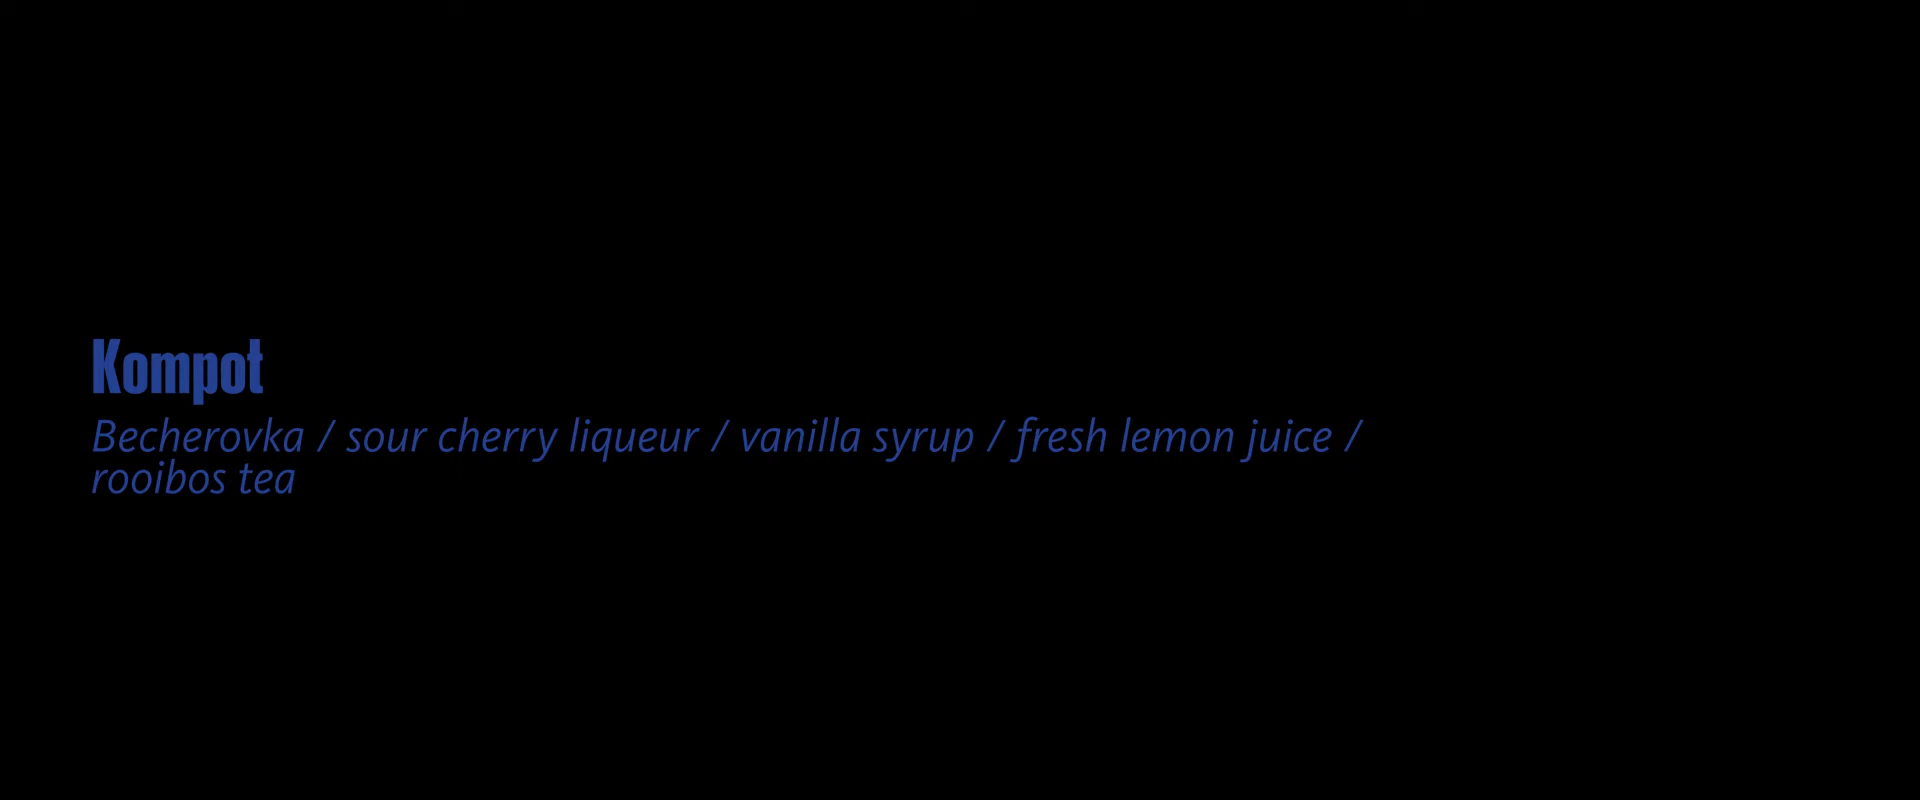 Kompot
Becherovka / sour cherry liqueur / vanilla syrup / fresh lemon juice /
rooibos tea